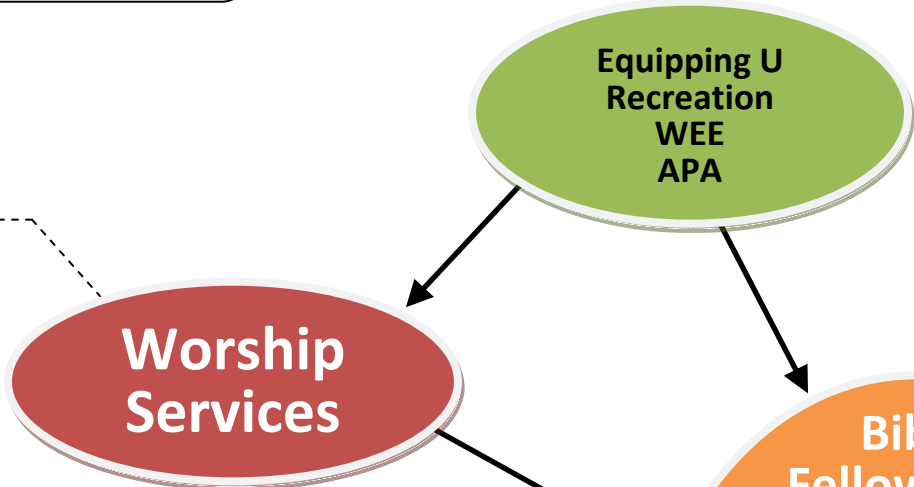 Equipping U
Recreation
WEE
APA
Worship
Services